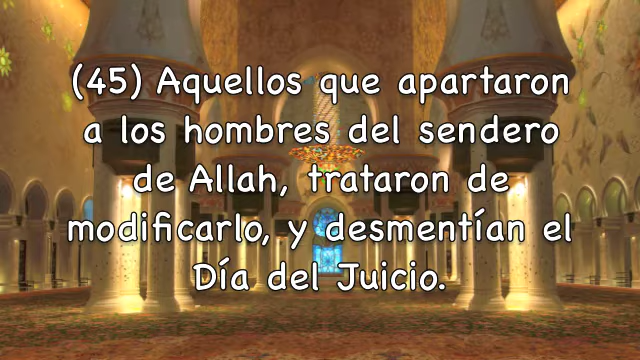 (45) Aquellos que apartaron
a los hombres del sendero
de Allah, trataron de
modificarlo, y desmentían el
Día del Juicio.